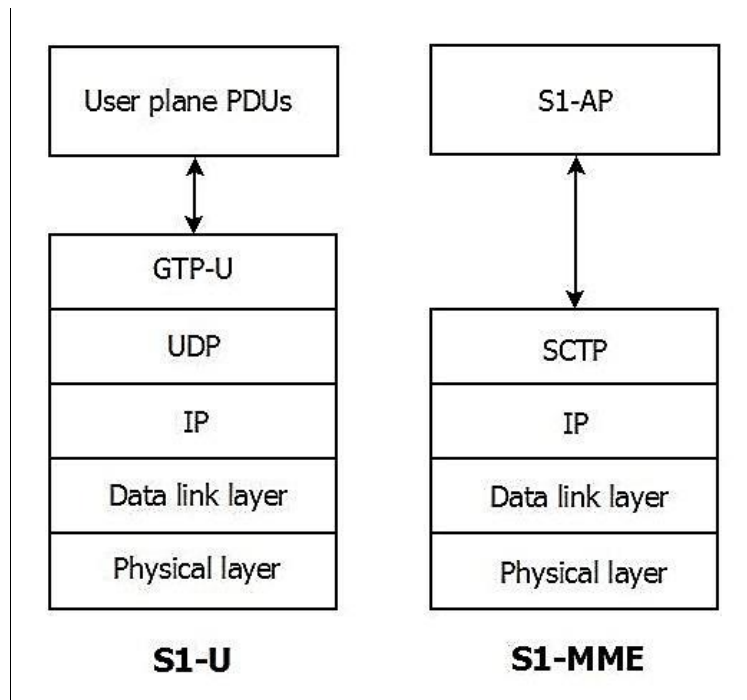 User plane PDUs
GTP-U
UDP
IP
Data link layer
Physical layer
S1-U
S1-AP
SCTP
IP
Data link layer
Physical layer
S1-MME